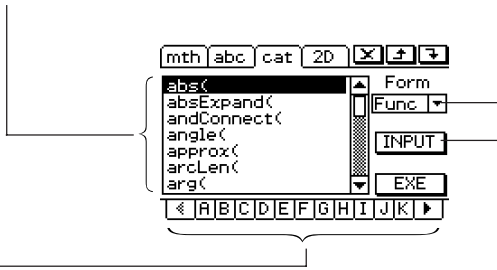 mth abc cat 2D
abs(
absExpand(
andConnect(
angle(
approx(
arcLen(
arg(
Form
Func
INPUT
EXE
A B C D E F G H I J K